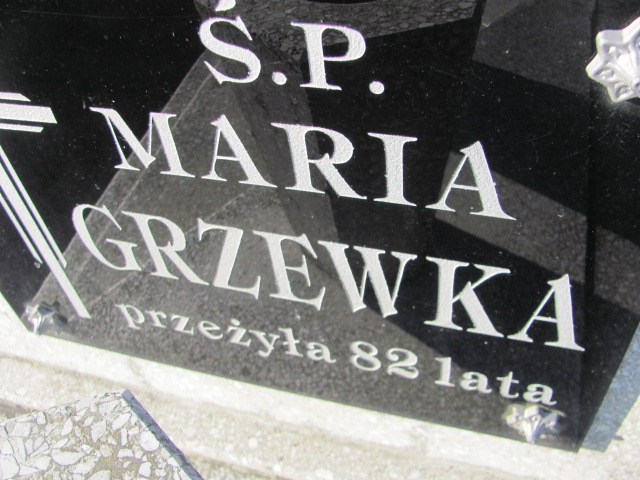 Ś.P.
MARIA
GRZEWKA
przeżyła 82 lata